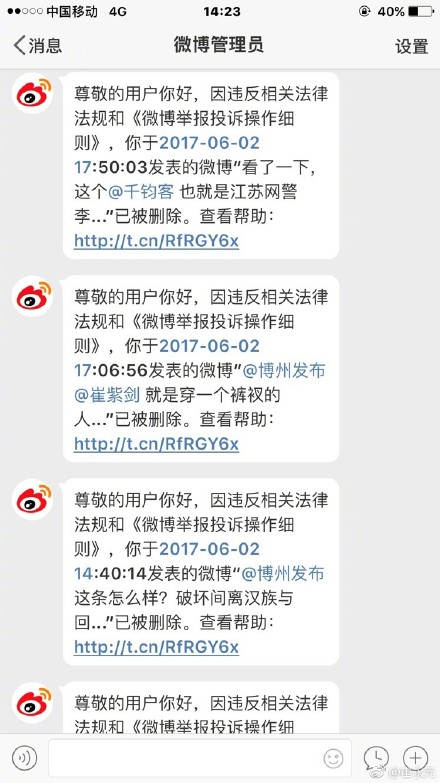 中国移动 4G 14:23 40%
消息 微博管理员 设置
尊敬的用户你好，因违反相关法律
法规和《微博举报投诉操作细
则》，你于2017-06-02
17:50:03发表的微博“看了一下，
这个@千钧客 也就是江苏网警
李...”已被删除。查看帮助：
http://t.cn/RfRGY6x
尊敬的用户你好，因违反相关法律
法规和《微博举报投诉操作细
则》，你于2017-06-02
17:06:56发表的微博“@博州发布
@崔紫剑 就是穿一个裤衩的
人...”已被删除。查看帮助：
http://t.cn/RfRGY6x
尊敬的用户你好，因违反相关法律
法规和《微博举报投诉操作细
则》，你于2017-06-02
14:40:14发表的微博“@博州发布
这条怎么样？破坏间离汉族与
回...”已被删除。查看帮助：
http://t.cn/RfRGY6x
尊敬的用户你好，因违反相关法律
法规和《微博举报投诉操作细